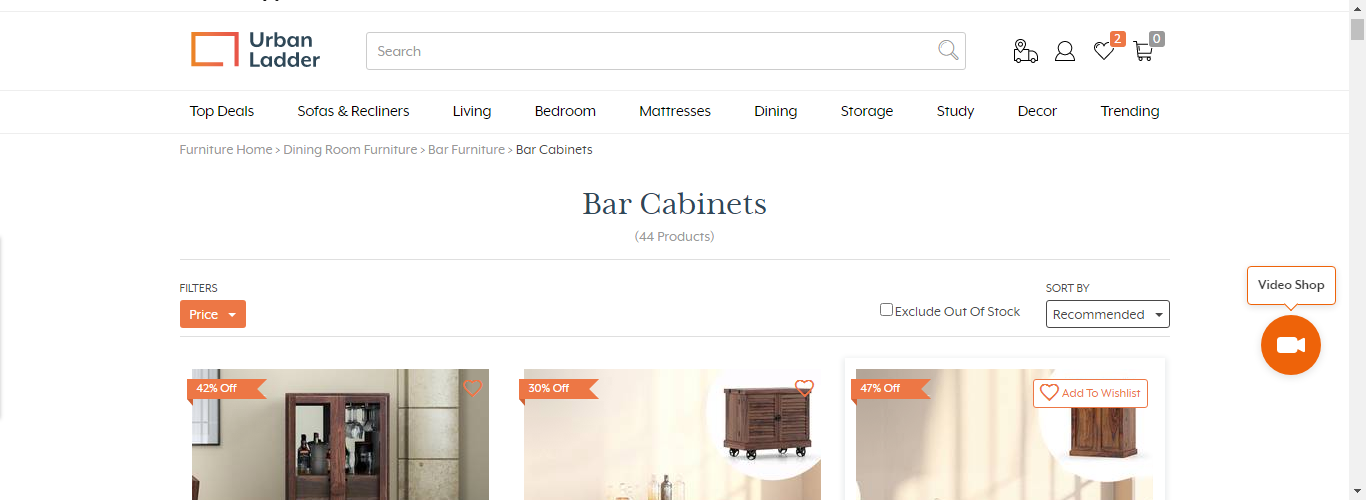 Urban
Ladder
Search
2
0
Top Deals Sofas & Recliners Living Bedroom Mattresses Dining Storage Study Decor Trending
Furniture Home > Dining Room Furniture > Bar Furniture > Bar Cabinets
Bar Cabinets
(44 Products)
Video Shop
FILTERS
SORT BY
Price
Exclude Out Of Stock
Recommended
42% Off
30% Off
47% Off
Add To Wishlist